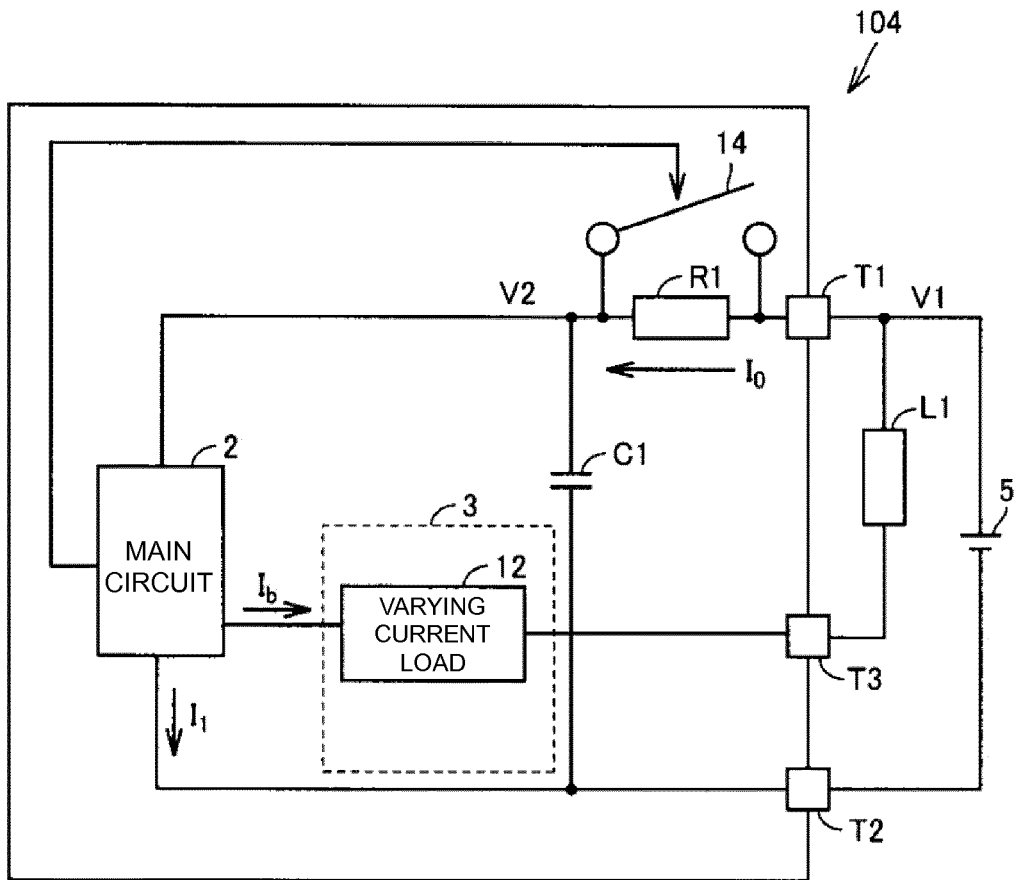 104
14
R1
T1
V2
V1
I0
L1
2
C1
5
3
MAIN
CIRCUIT
12
Ib
VARYING
CURRENT
LOAD
T3
I1
T2